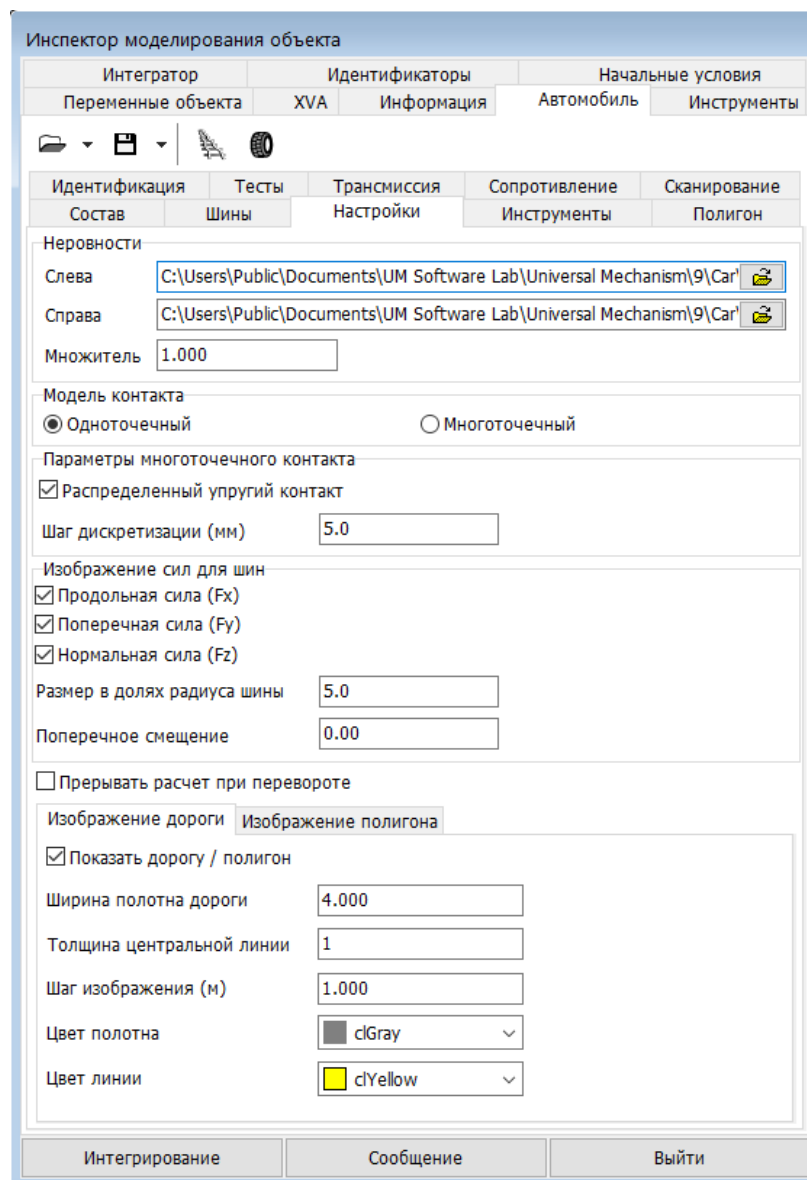 Инспектор моделирования объекта
Интегратор Идентификаторы Начальные условия
Переменные объекта XVA Информация Автомобиль Инструменты
Идентификация Тесты Трансмиссия Сопротивление Сканирование
Состав Шины Настройки Инструменты Полигон
Неровности
Слева C:\Users\Public\Documents\UM Software Lab\Universal Mechanism\9\Car\
Справа C:\Users\Public\Documents\UM Software Lab\Universal Mechanism\9\Car\
Множитель 1.000
Модель контакта
Одноточечный Многоточечный
Параметры многоточечного контакта
Распределенный упругий контакт
Шаг дискретизации (мм) 5.0
Изображение сил для шин
Продольная сила (Fx)
Поперечная сила (Fy)
Нормальная сила (Fz)
Размер в долях радиуса шины 5.0
Поперечное смещение 0.00
Прерывать расчет при перевороте
Изображение дороги Изображение полигона
Показать дорогу / полигон
Ширина полотна дороги 4.000
Толщина центральной линии 1
Шаг изображения (м) 1.000
Цвет полотна clGray
Цвет линии clYellow
Интегрирование Сообщение Выйти